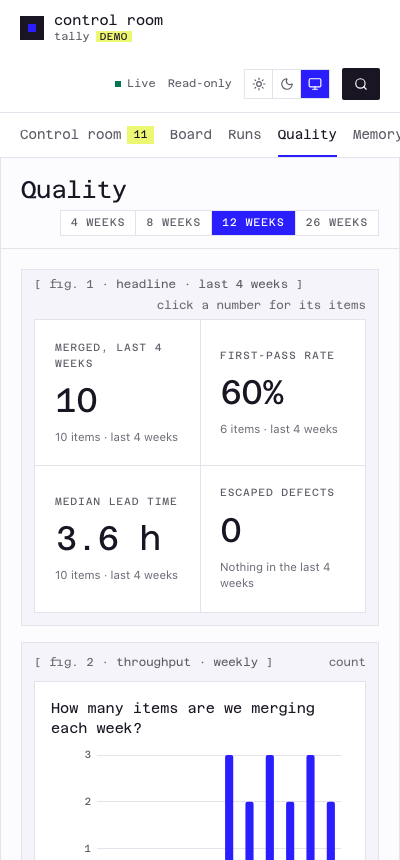 control room
tally DEMO
Live Read-only
Control room 11 Board Runs Quality Memory
Quality
4 WEEKS 8 WEEKS 12 WEEKS 26 WEEKS
[ fig. 1 · headline · last 4 weeks ]
click a number for its items
MERGED, LAST 4
WEEKS
10
10 items · last 4 weeks
FIRST-PASS RATE
60%
6 items · last 4 weeks
MEDIAN LEAD TIME
3.6 h
10 items · last 4 weeks
ESCAPED DEFECTS
0
Nothing in the last 4
weeks
[ fig. 2 · throughput · weekly ] count
How many items are we merging
each week?
3
2
1